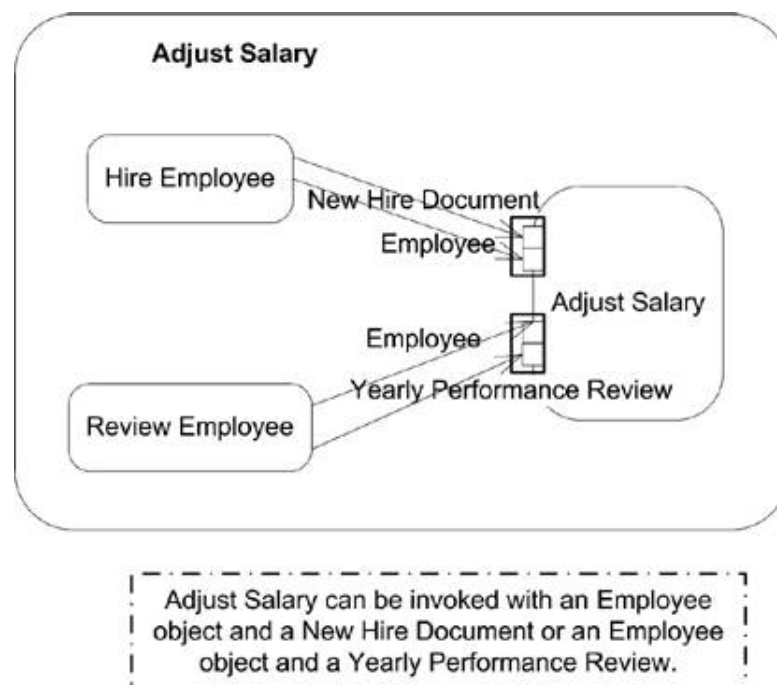 Adjust Salary
Hire Employee
New Hire Document
Employee
Adjust Salary
Employee
Yearly Performance Review
Review Employee
Adjust Salary can be invoked with an Employee
object and a New Hire Document or an Employee
object and a Yearly Performance Review.